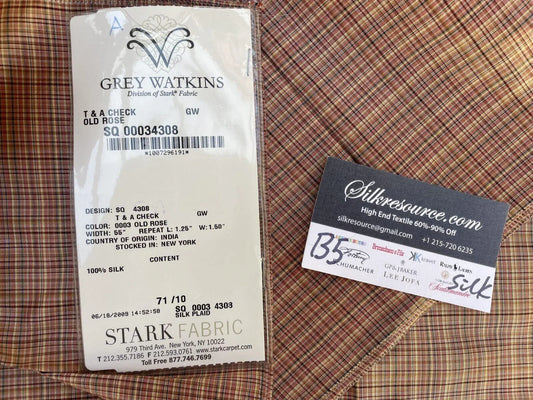 A
GREY WATKINS
Division of Stark® Fabric
T & A CHECK GW
OLD ROSE
SQ 00034308
*1007296191*
DESIGN: SQ 4308
T & A CHECK GW
COLOR: 0003 OLD ROSE
WIDTH: 55" REPEAT L: 1.25" W: 1.50"
COUNTRY OF ORIGIN: INDIA
STOCKED IN: NEW YORK
CONTENT
100% SILK
71/10
06/18/2009 14:52:58 SQ 0003 4308
SILK PLAID
STARK FABRIC
979 Third Ave. New York, NY 10022
T 212.355.7186 F 212.593.0761 www.starkcarpet.com
Toll Free 877.746.7699
Silkresource.com
High End Textile 60%-90% Off
silkresource@gmail.com +1 215-720 6235
B5
Brunschwig & Fils
KRAVET
RALPH LAUREN
SCHUMACHER
GP&J BAKER
LEE JOFA
Silk
Scalamandre